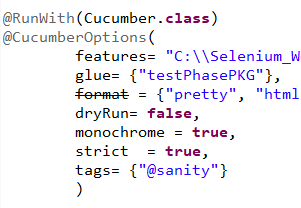 @RunWith(Cucumber.class)
@CucumberOptions(
features= "C:\\Selenium_W
glue= {"testPhasePKG"},
format = {"pretty", "html
dryRun= false,
monochrome = true,
strict  = true,
tags= {"@sanity"}
)